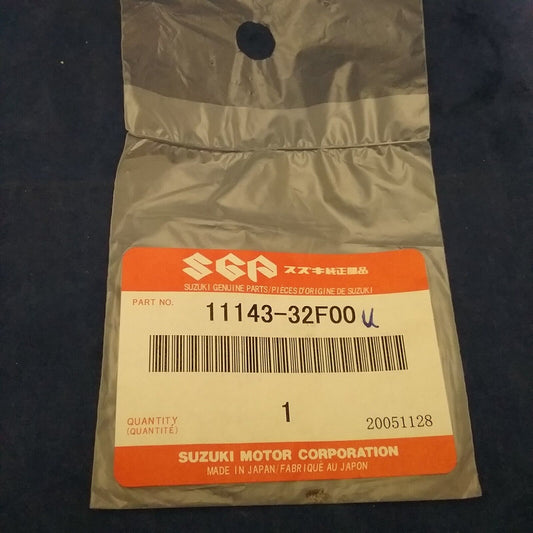 SGP スズキ純正部品
SUZUKI GENUINE PARTS/PIÈCES D'ORIGINE DE SUZUKI
PART NO. 11143-32F00 u
1
QUANTITY
(QUANTITÉ)
20051128
SUZUKI MOTOR CORPORATION
MADE IN JAPAN/FABRIQUÉ AU JAPON